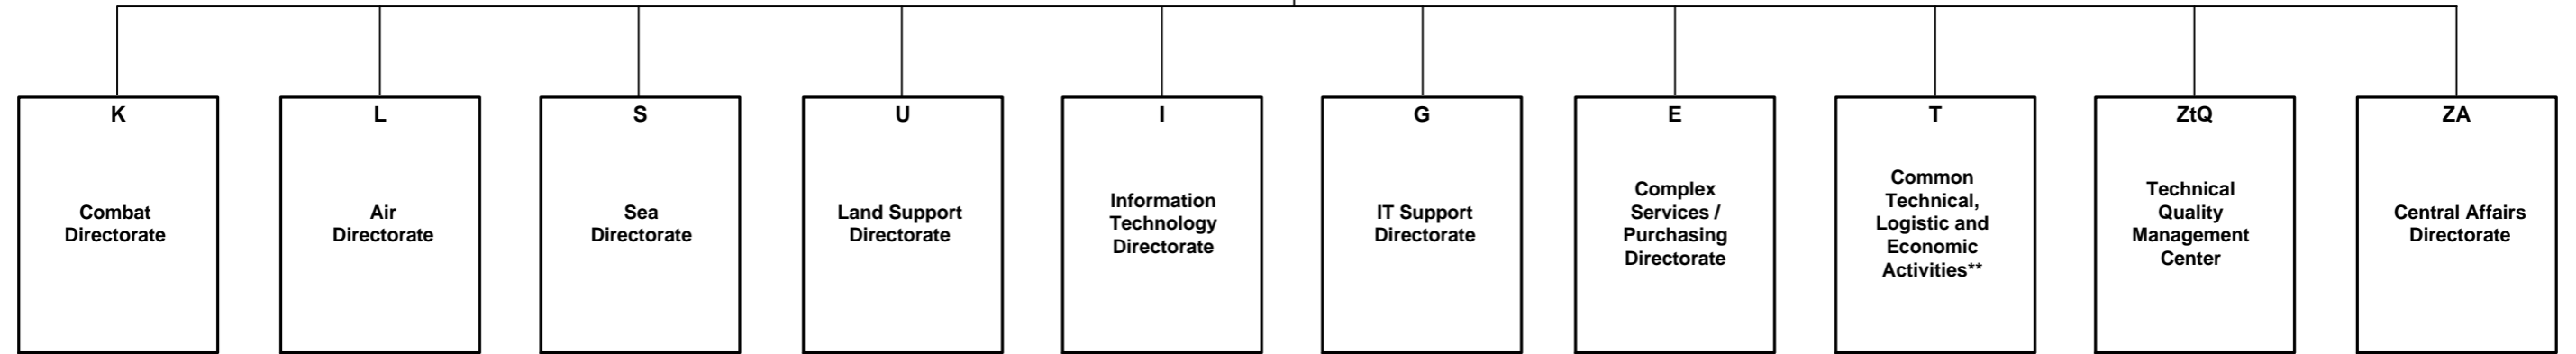 K
Combat
Directorate
L
Air
Directorate
S
Sea
Directorate
U
Land Support
Directorate
I
Information
Technology
Directorate
G
IT Support
Directorate
E
Complex
Services /
Purchasing
Directorate
T
Common
Technical,
Logistic and
Economic
Activities**
ZtQ
Technical
Quality
Management
Center
ZA
Central Affairs
Directorate